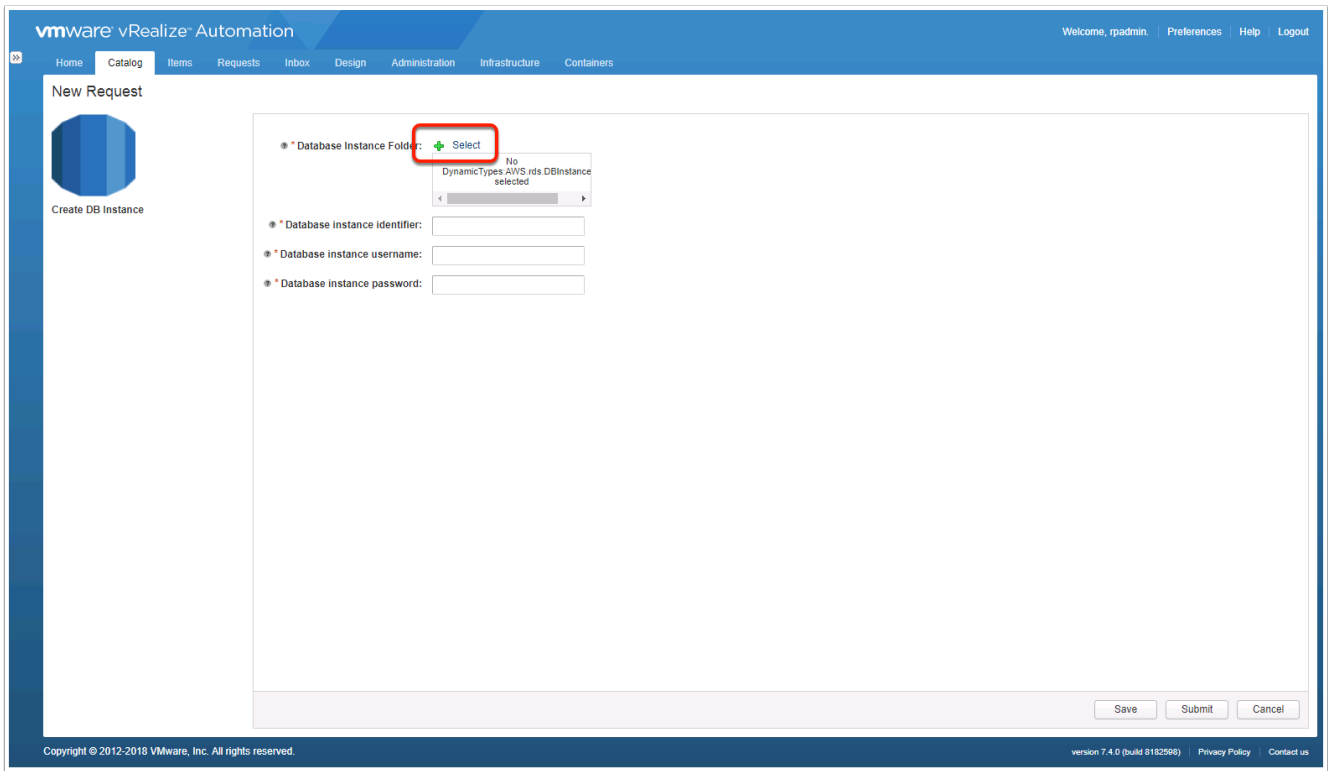 vmware vRealize Automation
Welcome, rpadmin. Preferences Help Logout
Home Catalog Items Requests Inbox Design Administration Infrastructure Containers
New Request
* Database Instance Folder: Select
No
DynamicTypes:AWS.rds.DBInstance
selected
Create DB Instance
* Database instance identifier:
* Database instance username:
* Database instance password:
Save Submit Cancel
Copyright © 2012-2018 VMware, Inc. All rights reserved.
version 7.4.0 (build 8182598) Privacy Policy Contact us